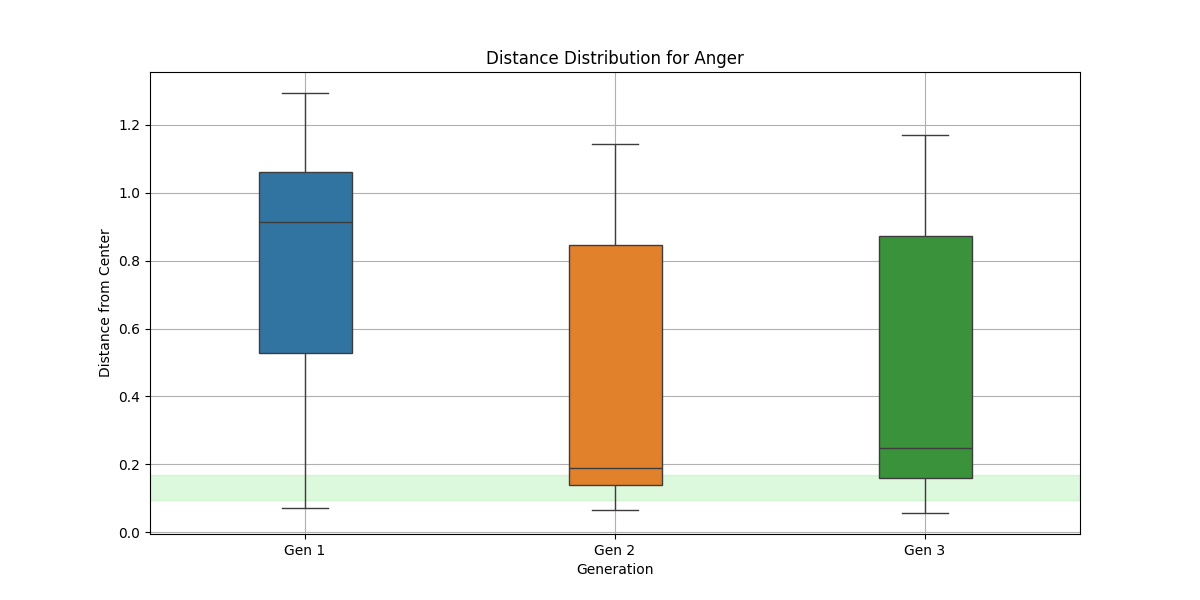 Distance Distribution for Anger
Distance from Center
1.2
1.0
0.8
0.6
0.4
0.2
0.0
Gen 1
Gen 2
Gen 3
Generation